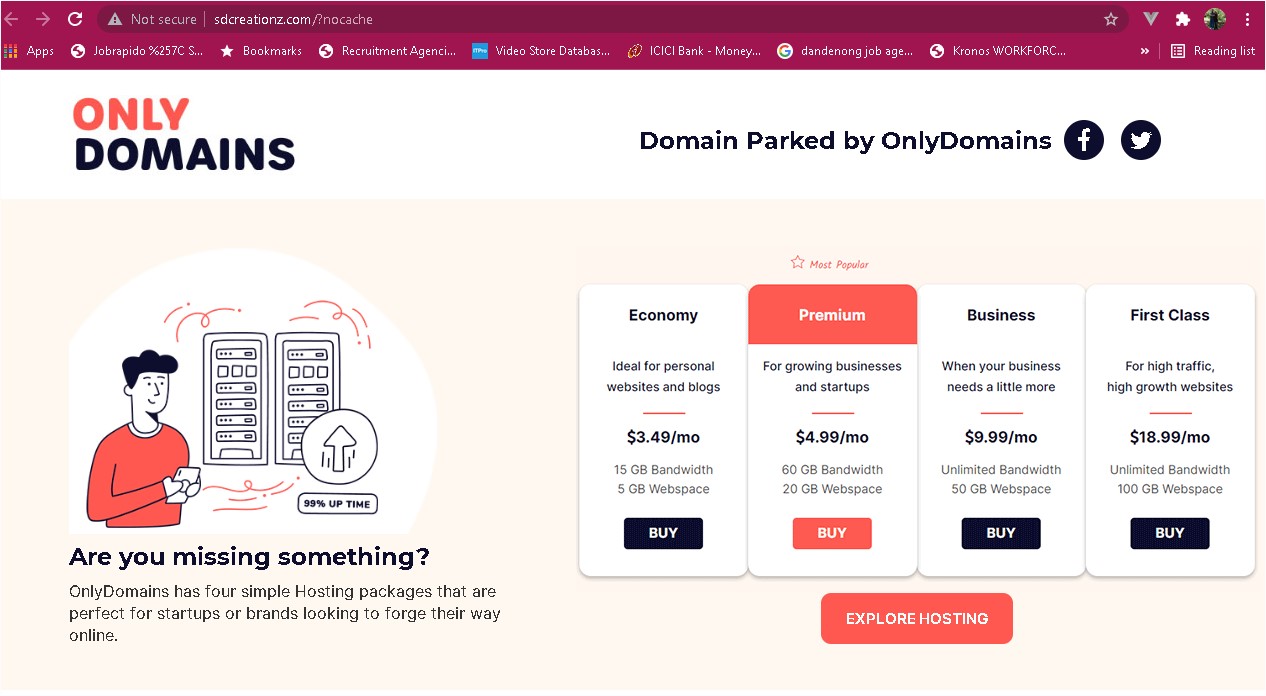 Not secure sdcreationz.com/?nocache
Apps Jobrapido %257C S... Bookmarks Recruitment Agenci... Video Store Databas... ICICI Bank - Money... dandenong job age... Kronos WORKFORC... » Reading list
ONLY
DOMAINS
Domain Parked by OnlyDomains
Most Popular
Economy
Ideal for personal
websites and blogs
$3.49/mo
15 GB Bandwidth
5 GB Webspace
BUY
Premium
For growing businesses
and startups
$4.99/mo
60 GB Bandwidth
20 GB Webspace
BUY
Business
When your business
needs a little more
$9.99/mo
Unlimited Bandwidth
50 GB Webspace
BUY
First Class
For high traffic,
high growth websites
$18.99/mo
Unlimited Bandwidth
100 GB Webspace
BUY
EXPLORE HOSTING
99% UP TIME
Are you missing something?
OnlyDomains has four simple Hosting packages that are
perfect for startups or brands looking to forge their way
online.